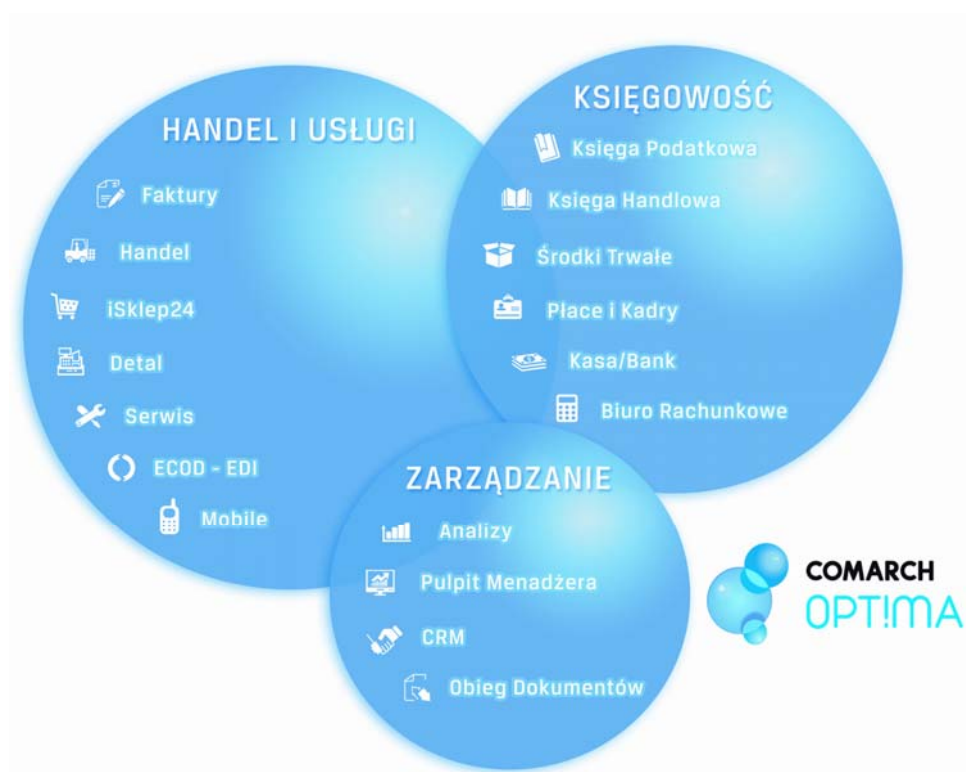 HANDEL I USŁUGI
Faktury
Handel
iSklep24
Detal
Serwis
ECOD - EDI
Mobile
KSIĘGOWOŚĆ
Księga Podatkowa
Księga Handlowa
Środki Trwałe
Płace i Kadry
Kasa/Bank
Biuro Rachunkowe
ZARZĄDZANIE
Analizy
Pulpit Menadżera
CRM
Obieg Dokumentów
COMARCH
OPT!MA